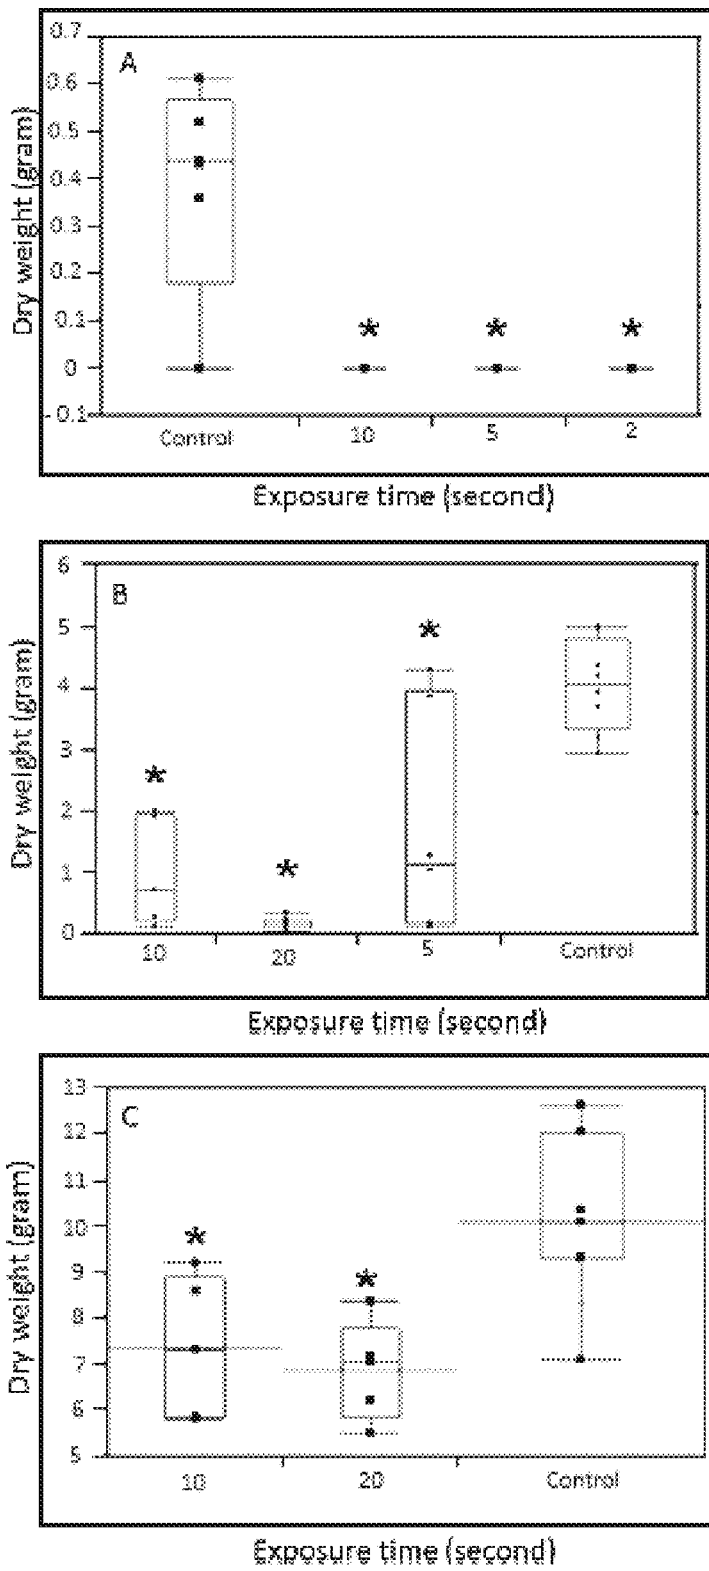 0.7
A
0.6
0.5
0.4
0.3
0.2
0.1
0
- 0.1
* * *
Dry weight (gram)
Control 10 5 2
Exposure time (second)
6
B
5
4
3
2
1
0
* * *
Dry weight (gram)
10 20 5 Control
Exposure time (second)
13
C
12
11
10
9
8
7
6
5
* *
Dry weight (gram)
10 20 Control
Exposure time (second)